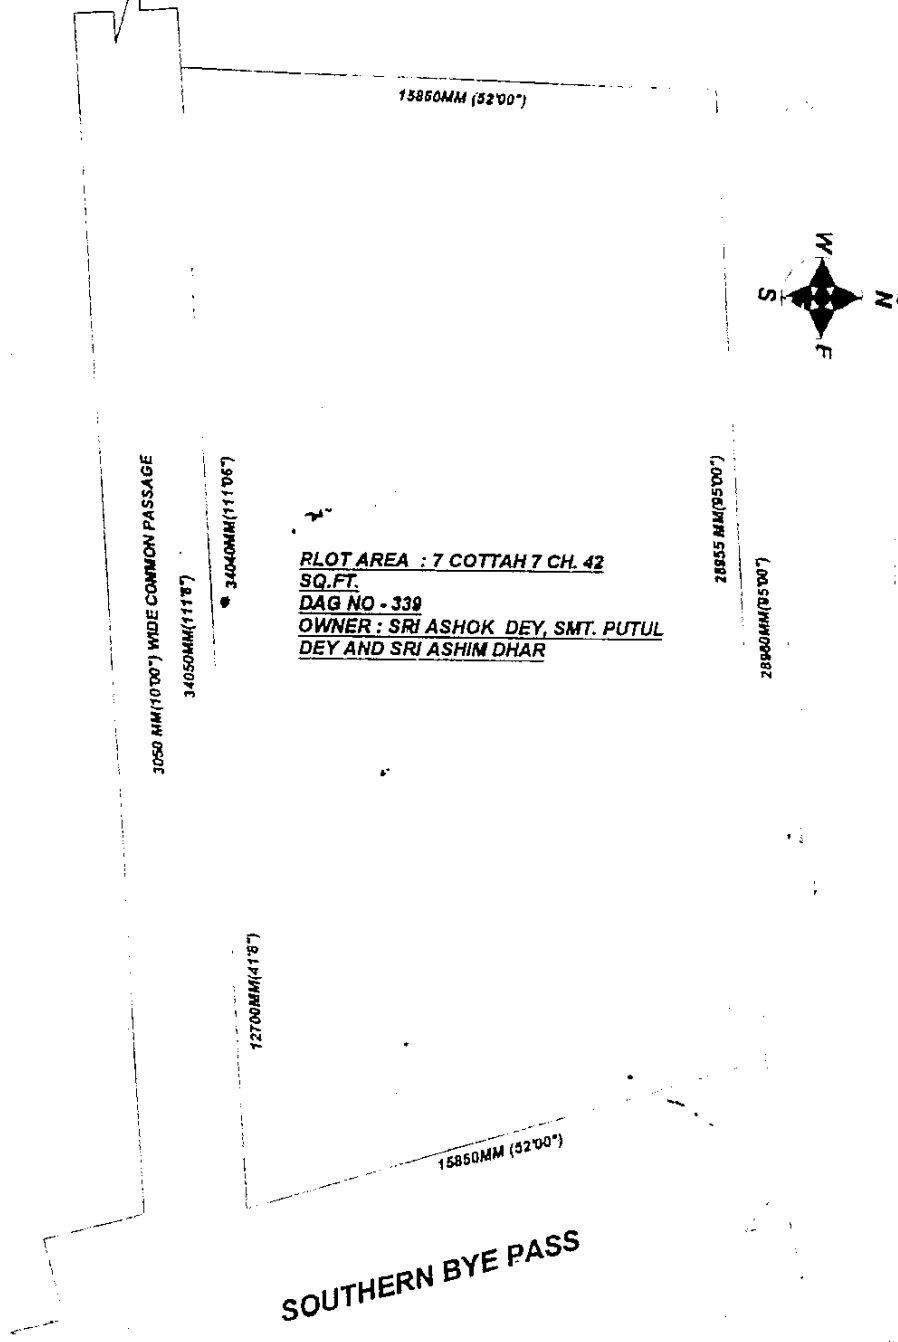 15850MM (52'00")
W
S
N
E
3050 MM(10'00") WIDE COMMON PASSAGE
34050MM(111'8")
34040MM(111'06")
28955 MM(95'00")
28960MM(95'00")
PLOT AREA : 7 COTTAH 7 CH. 42
SQ.FT.
DAG NO - 339
OWNER : SRI ASHOK DEY, SMT. PUTUL
DEY AND SRI ASHIM DHAR
12700MM(41'8")
15850MM (52'00")
SOUTHERN BYE PASS